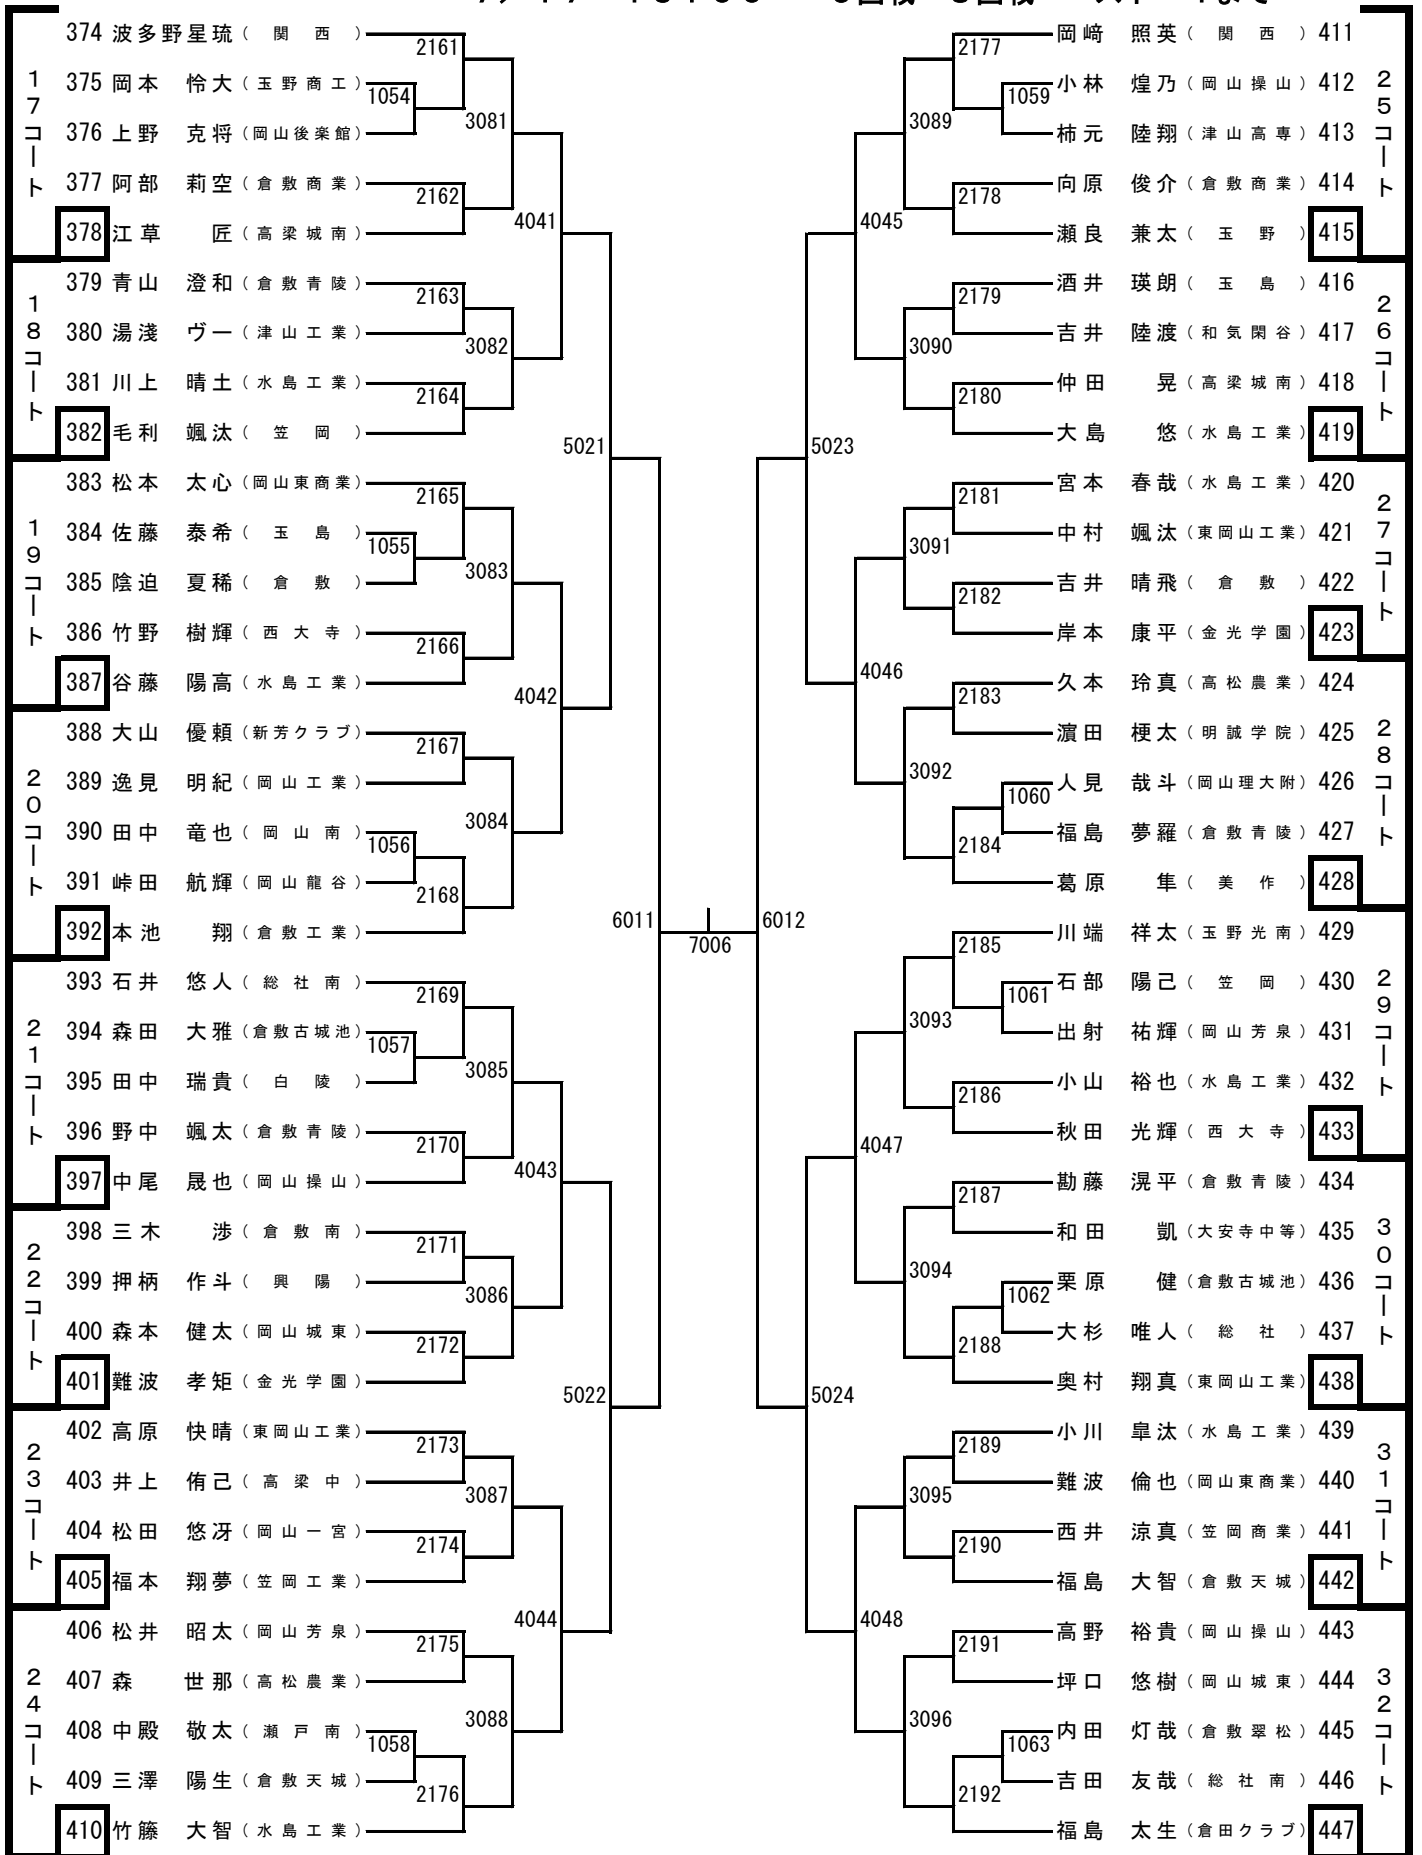 374 波多野星琉 (関西)
375 岡本 怜大 (玉野商工)
376 上野 克将 (岡山後楽館)
377 阿部 莉空 (倉敷商業)
378 江草 匠 (高梁城南)
379 青山 澄和 (倉敷青陵)
380 湯淺 ヴー (津山工業)
381 川上 晴土 (水島工業)
382 毛利 颯汰 (笠岡)
383 松本 太心 (岡山東商業)
384 佐藤 泰希 (玉島)
385 陰迫 夏稀 (倉敷)
386 竹野 樹輝 (西大寺)
387 谷藤 陽高 (水島工業)
388 大山 優頼 (新芳クラブ)
389 逸見 明紀 (岡山工業)
390 田中 竜也 (岡山南)
391 峠田 航輝 (岡山龍谷)
392 本池 翔 (倉敷工業)
393 石井 悠人 (総社南)
394 森田 大雅 (倉敷古城池)
395 田中 瑞貴 (白陵)
396 野中 颯太 (倉敷青陵)
397 中尾 晟也 (岡山操山)
398 三木 渉 (倉敷南)
399 押柄 作斗 (興陽)
400 森本 健太 (岡山城東)
401 難波 孝矩 (金光学園)
402 高原 快晴 (東岡山工業)
403 井上 侑己 (高梁中)
404 松田 悠冴 (岡山一宮)
405 福本 翔夢 (笠岡工業)
406 松井 昭太 (岡山芳泉)
407 森 世那 (高松農業)
408 中殿 敬太 (瀬戸南)
409 三澤 陽生 (倉敷天城)
410 竹籐 大智 (水島工業)
17コート
18コート
19コート
20コート
21コート
22コート
23コート
24コート
1054
1055
1056
1057
1058
2161
2162
2163
2164
2165
2166
2167
2168
2169
2170
2171
2172
2173
2174
2175
2176
3081
3082
3083
3084
3085
3086
3087
3088
4041
4042
4043
4044
5021
5022
6011
7006
6012
5023
5024
4045
4046
4047
4048
3089
3090
3091
3092
3093
3094
3095
3096
2177
2178
2179
2180
2181
2182
2183
2184
2185
2186
2187
2188
2189
2190
2191
2192
1059
1060
1061
1062
1063
岡﨑 照英 (関西) 411
小林 煌乃 (岡山操山) 412
柿元 陸翔 (津山高専) 413
向原 俊介 (倉敷商業) 414
瀬良 兼太 (玉野) 415
酒井 瑛朗 (玉島) 416
吉井 陸渡 (和気閑谷) 417
仲田 晃 (高梁城南) 418
大島 悠 (水島工業) 419
宮本 春哉 (水島工業) 420
中村 颯汰 (東岡山工業) 421
吉井 晴飛 (倉敷) 422
岸本 康平 (金光学園) 423
久本 玲真 (高松農業) 424
濵田 梗太 (明誠学院) 425
人見 哉斗 (岡山理大附) 426
福島 夢羅 (倉敷青陵) 427
葛原 隼 (美作) 428
川端 祥太 (玉野光南) 429
石部 陽己 (笠岡) 430
出射 祐輝 (岡山芳泉) 431
小山 裕也 (水島工業) 432
秋田 光輝 (西大寺) 433
勘藤 滉平 (倉敷青陵) 434
和田 凱 (大安寺中等) 435
栗原 健 (倉敷古城池) 436
大杉 唯人 (総社) 437
奥村 翔真 (東岡山工業) 438
小川 皐汰 (水島工業) 439
難波 倫也 (岡山東商業) 440
西井 涼真 (笠岡商業) 441
福島 大智 (倉敷天城) 442
高野 裕貴 (岡山操山) 443
坪口 悠樹 (岡山城東) 444
内田 灯哉 (倉敷翠松) 445
吉田 友哉 (総社南) 446
福島 太生 (倉田クラブ) 447
25コート
26コート
27コート
28コート
29コート
30コート
31コート
32コート